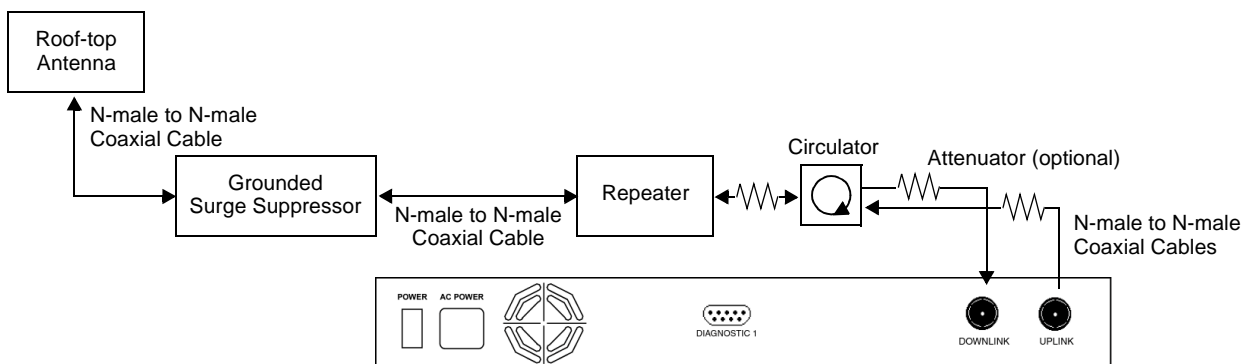 Roof-top
Antenna
N-male to N-male
Coaxial Cable
Grounded
Surge Suppressor
N-male to N-male
Coaxial Cable
Repeater
Circulator
Attenuator (optional)
N-male to N-male
Coaxial Cables
POWER
AC POWER
DIAGNOSTIC 1
DOWNLINK
UPLINK